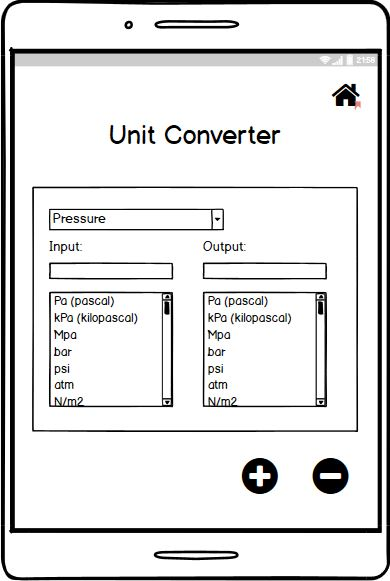 21:58
Unit Converter
Pressure
Input: Output:
Pa (pascal) Pa (pascal)
kPa (kilopascal) kPa (kilopascal)
Mpa Mpa
bar bar
psi psi
atm atm
N/m2 N/m2